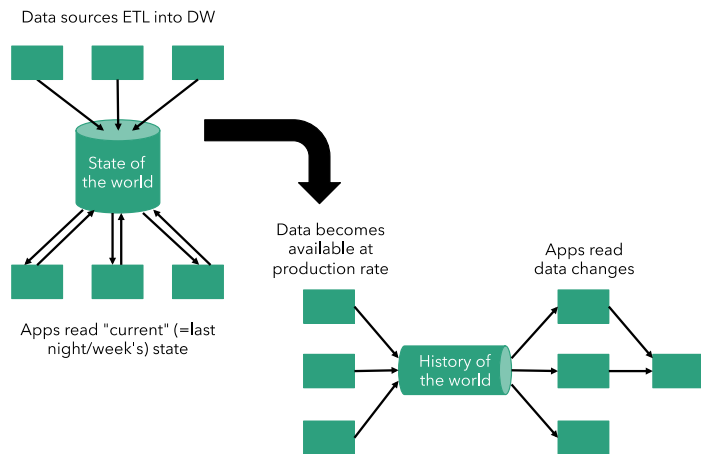 Data sources ETL into DW
State of
the world
Apps read "current" (=last
night/week's) state
Data becomes
available at
production rate
Apps read
data changes
History of
the world